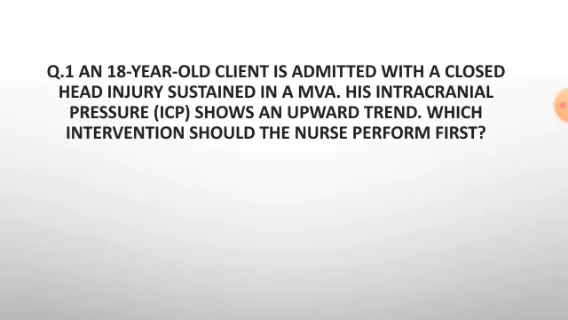 Q.1 AN 18-YEAR-OLD CLIENT IS ADMITTED WITH A CLOSED
HEAD INJURY SUSTAINED IN A MVA. HIS INTRACRANIAL
PRESSURE (ICP) SHOWS AN UPWARD TREND. WHICH
INTERVENTION SHOULD THE NURSE PERFORM FIRST?